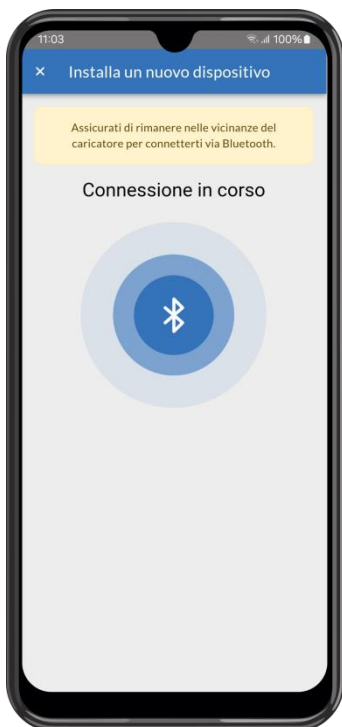 11:03 100%
× Installa un nuovo dispositivo
Assicurati di rimanere nelle vicinanze del
caricatore per connetterti via Bluetooth.
Connessione in corso